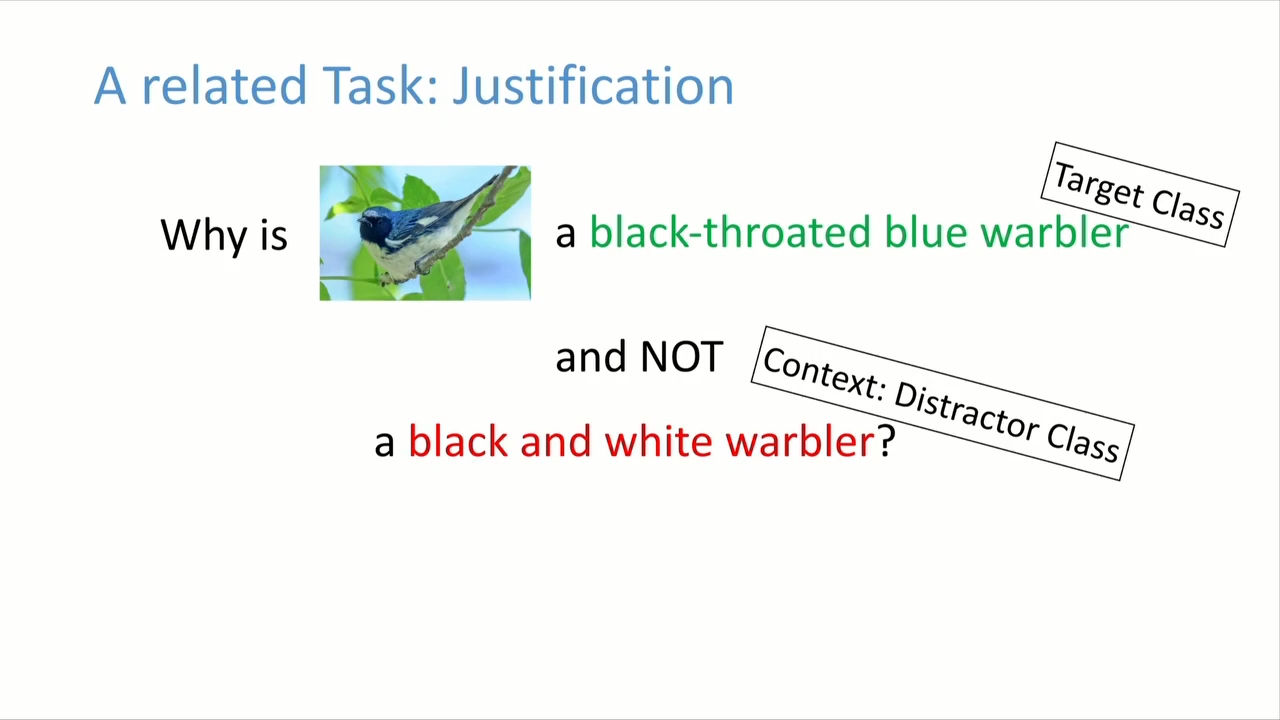 A related Task: Justification
Target Class
Why is a black-throated blue warbler
and NOT
Context: Distractor Class
a black and white warbler?